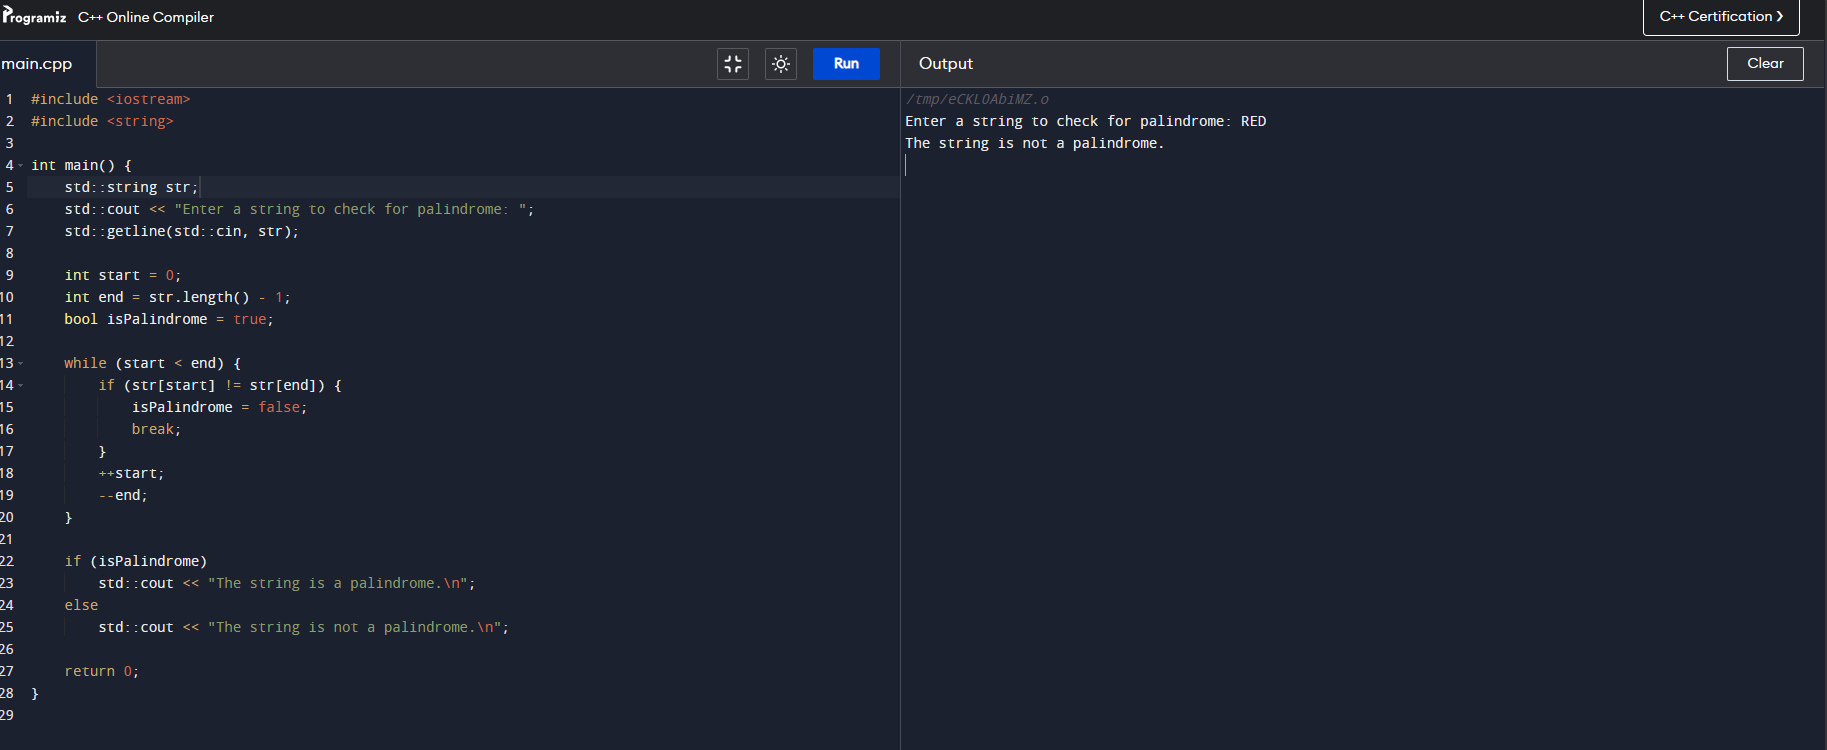 Programiz C++ Online Compiler
C++ Certification ❯
main.cpp
Run
Output
Clear
1 #include <iostream>
2 #include <string>
3
4 int main() {
5     std::string str;
6     std::cout << "Enter a string to check for palindrome: ";
7     std::getline(std::cin, str);
8
9     int start = 0;
10     int end = str.length() - 1;
11     bool isPalindrome = true;
12
13     while (start < end) {
14         if (str[start] != str[end]) {
15             isPalindrome = false;
16             break;
17         }
18         ++start;
19         --end;
20     }
21
22     if (isPalindrome)
23         std::cout << "The string is a palindrome.\n";
24     else
25         std::cout << "The string is not a palindrome.\n";
26
27     return 0;
28 }
29
/tmp/eCKLOAbiMZ.o
Enter a string to check for palindrome: RED
The string is not a palindrome.